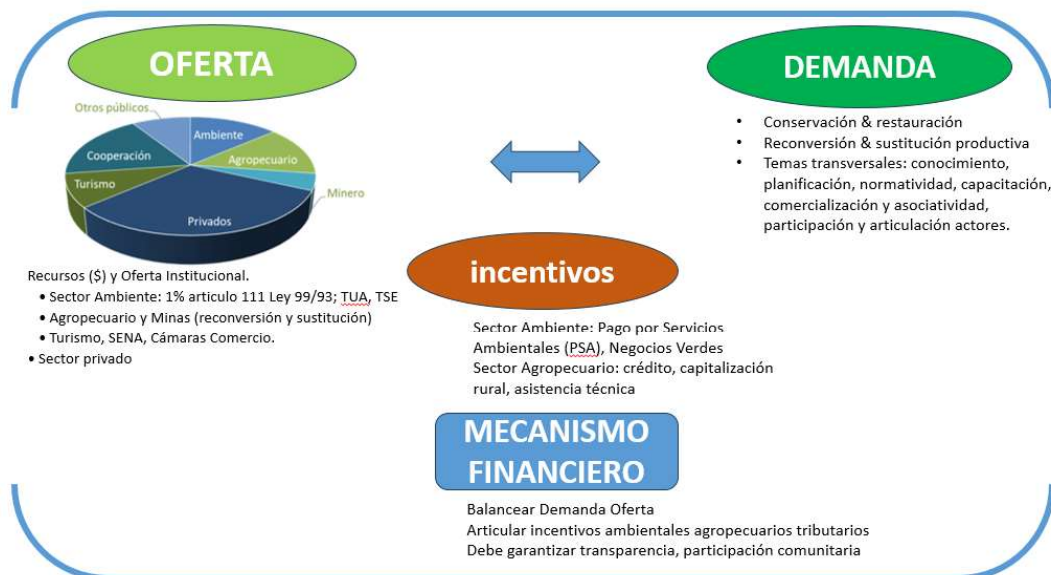 OFERTA
Otros públicos
Ambiente
Cooperación
Agropecuario
Turismo
Minero
Privados
Recursos ($) y Oferta Institucional.
• Sector Ambiente: 1% articulo 111 Ley 99/93; TUA, TSE
• Agropecuario y Minas (reconversión y sustitución)
• Turismo, SENA, Cámaras Comercio.
• Sector privado
DEMANDA
• Conservación & restauración
• Reconversión & sustitución productiva
• Temas transversales: conocimiento,
planificación, normatividad, capacitación,
comercialización y asociatividad,
participación y articulación actores.
incentivos
Sector Ambiente: Pago por Servicios
Ambientales (PSA), Negocios Verdes
Sector Agropecuario: crédito, capitalización
rural, asistencia técnica
MECANISMO
FINANCIERO
Balancear Demanda Oferta
Articular incentivos ambientales agropecuarios tributarios
Debe garantizar transparencia, participación comunitaria